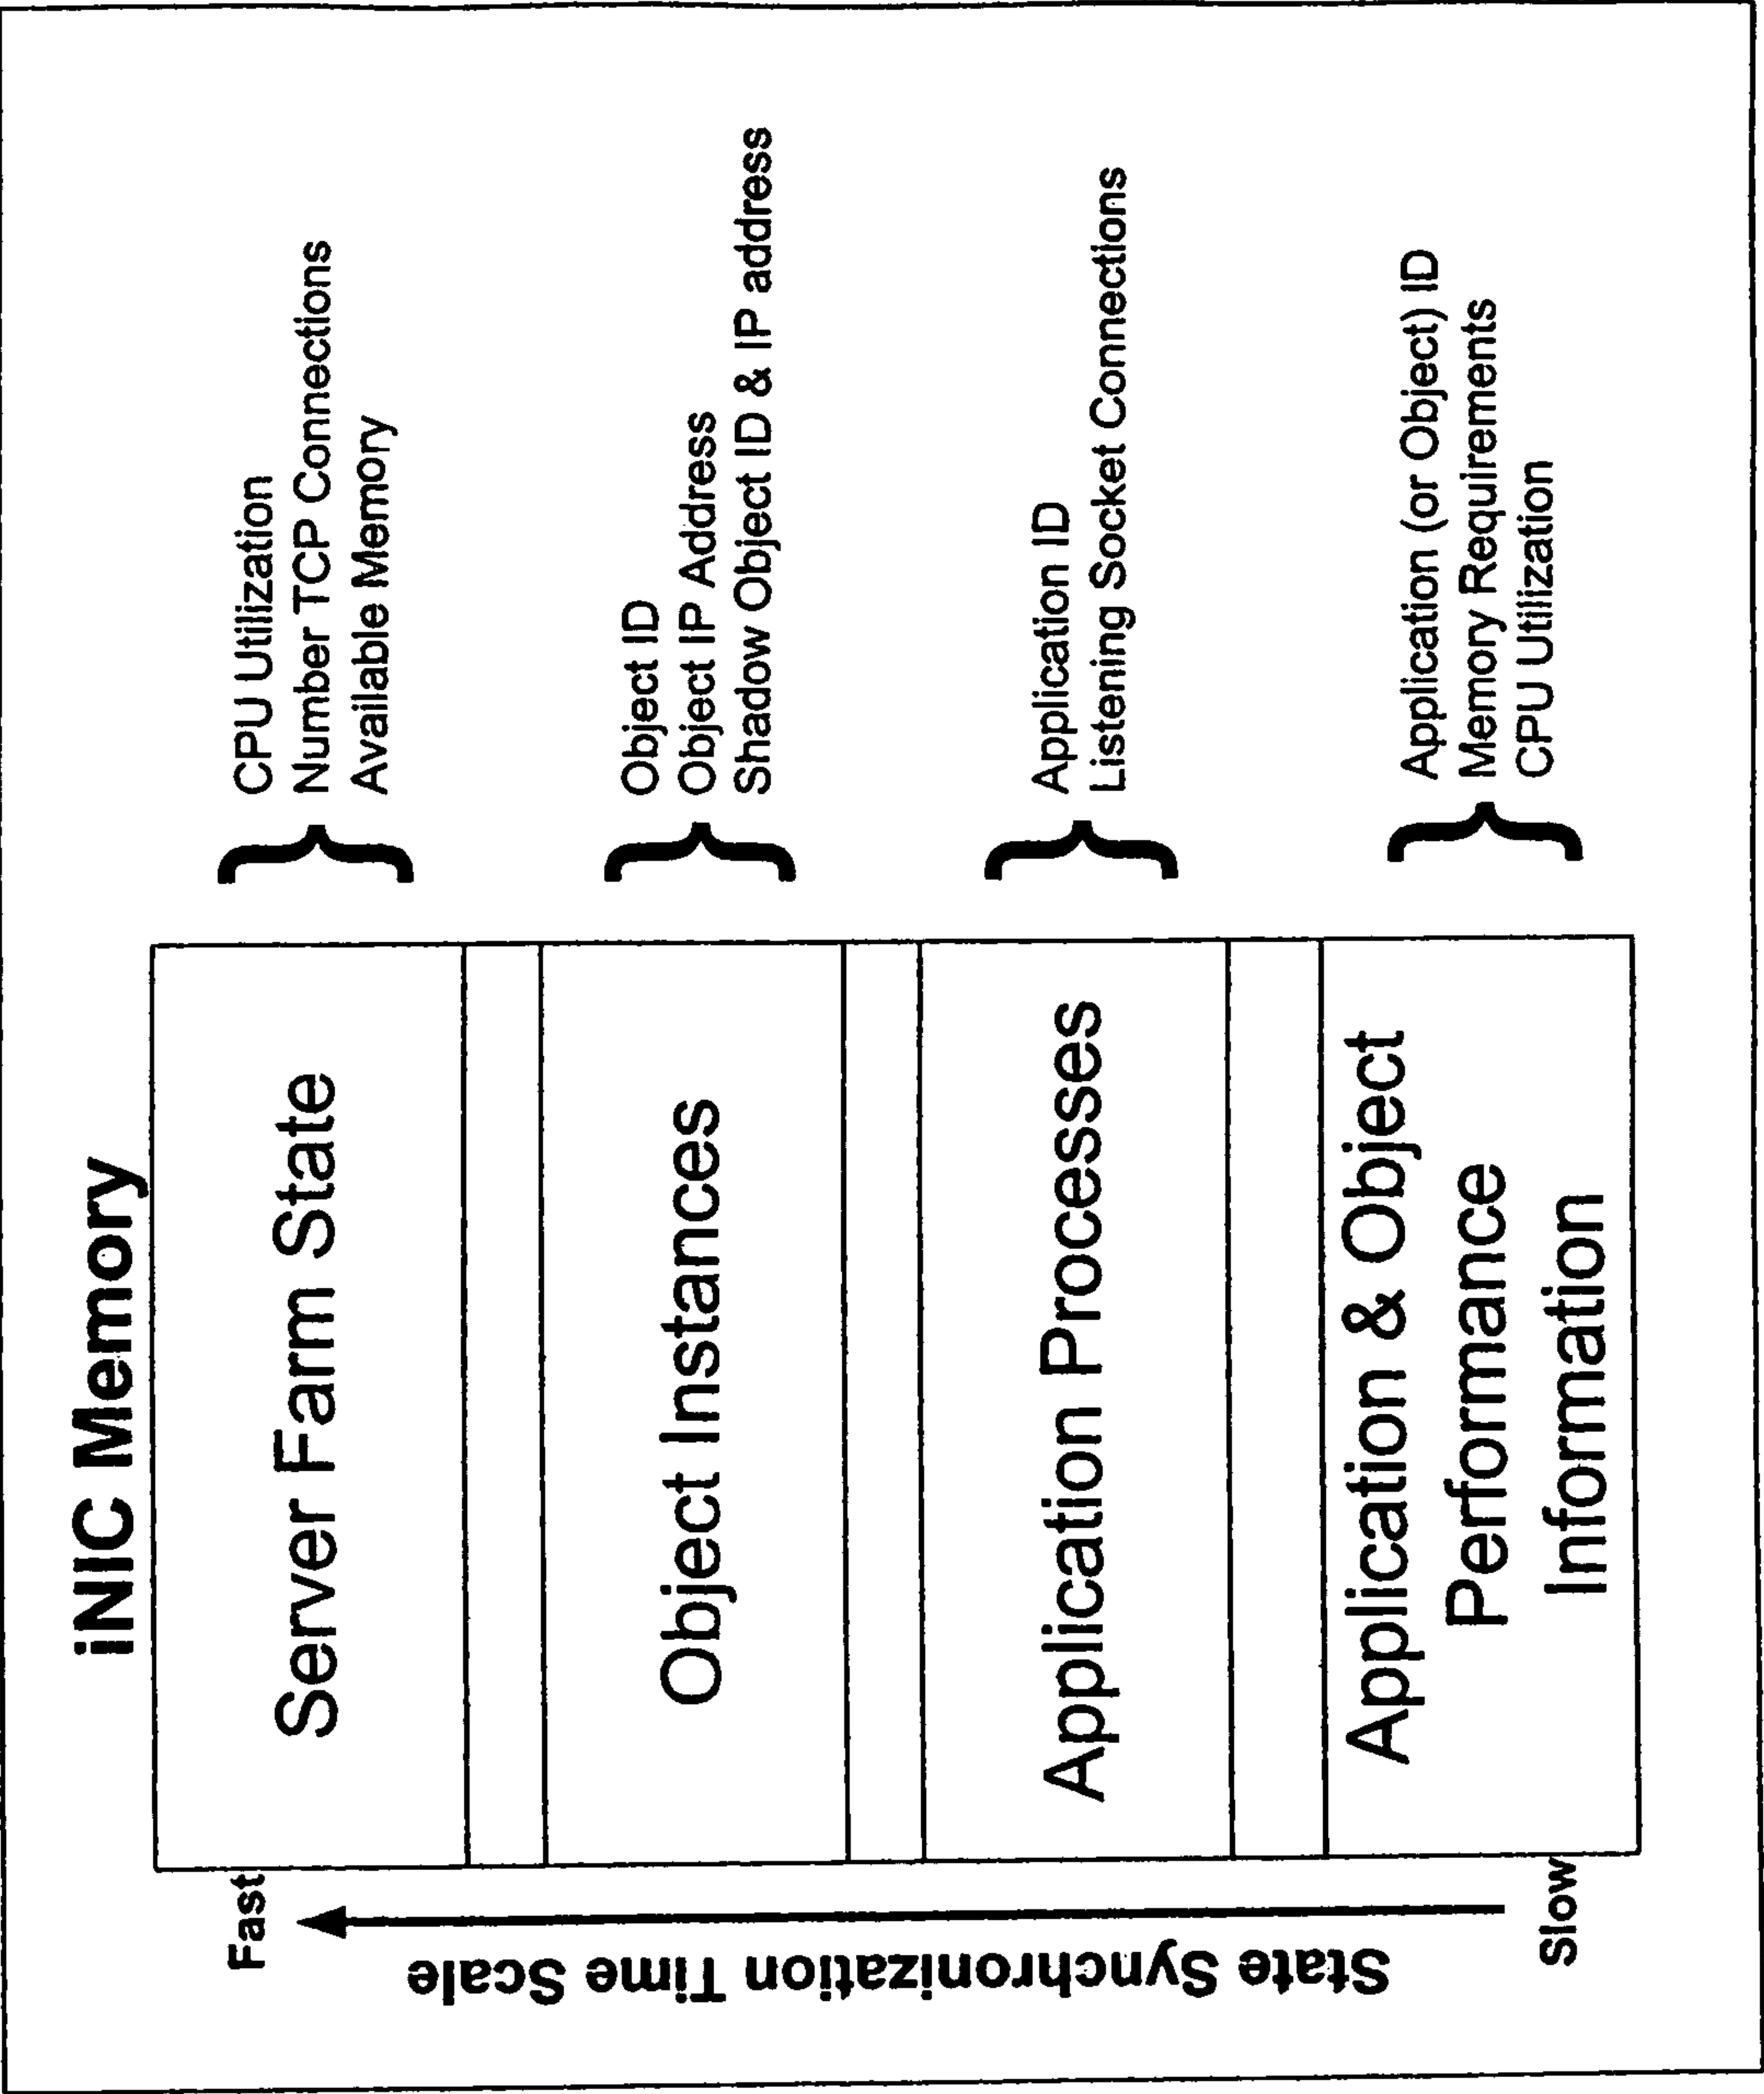 iNIC Memory
Fast
State Synchronization Time Scale
Slow
Server Farm State
CPU Utilization
Number TCP Connections
Available Memory
Object Instances
Object ID
Object IP Address
Shadow Object ID & IP address
Application Processes
Application ID
Listening Socket Connections
Application & Object
Performance
Information
Application (or Object) ID
Memory Requirements
CPU Utilization